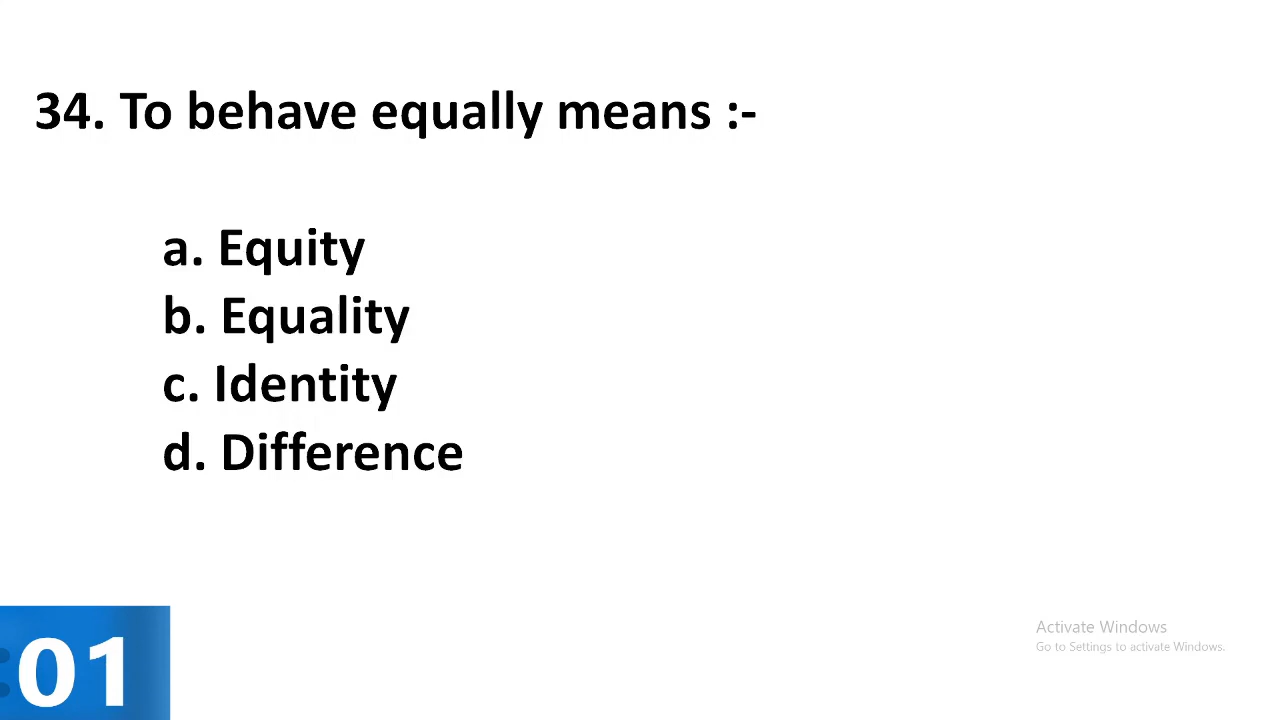 34. To behave equally means :-
a. Equity
b. Equality
c. Identity
d. Difference
01
Activate Windows
Go to Settings to activate Windows.